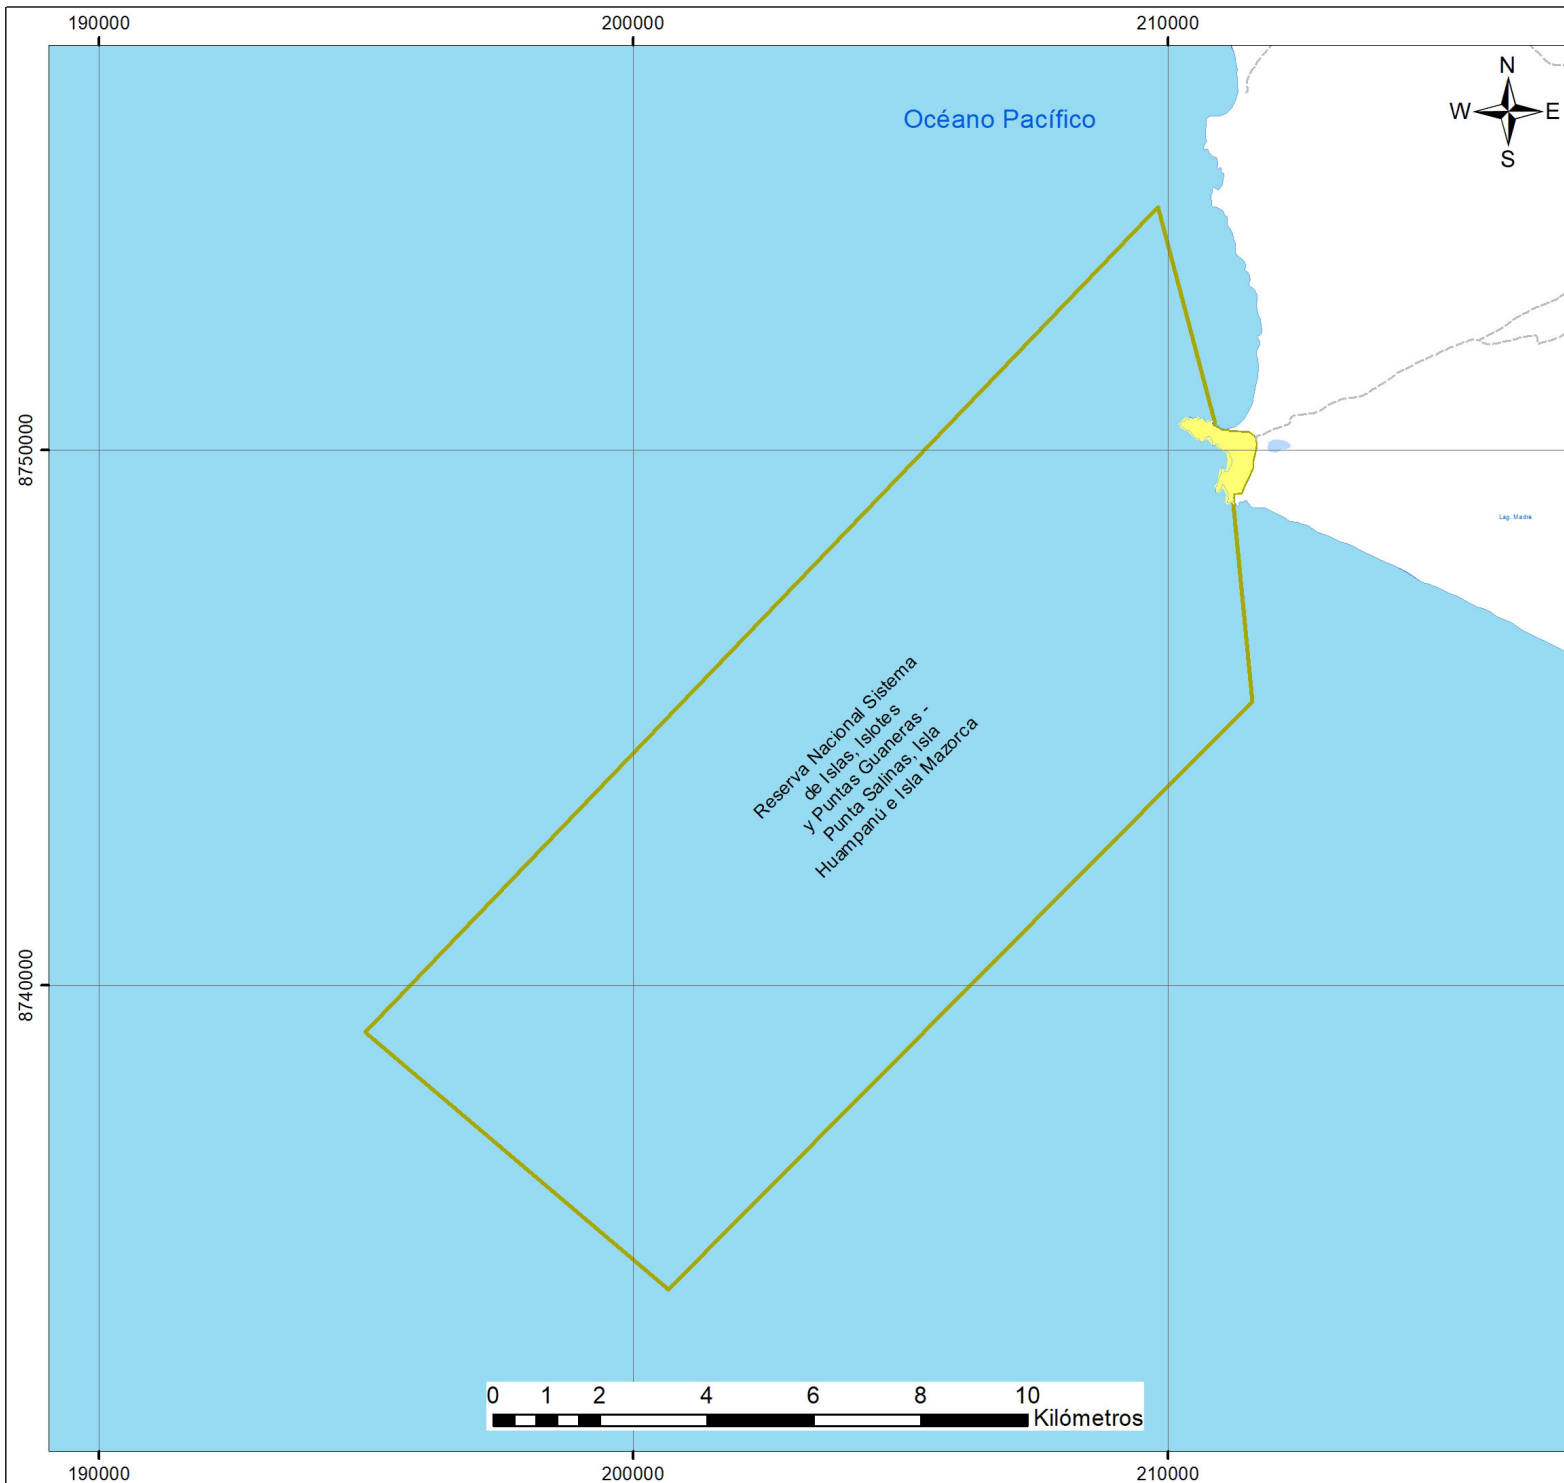 190000
200000
210000
N
W
E
S
Océano Pacífico
8750000
Lag. Madre
Reserva Nacional Sistema
de Islas, Islotes
y Puntas Guaneras -
Punta Salinas, Isla
Huampanú e Isla Mazorca
8740000
0 1 2 4 6 8 10
Kilómetros
190000
200000
210000